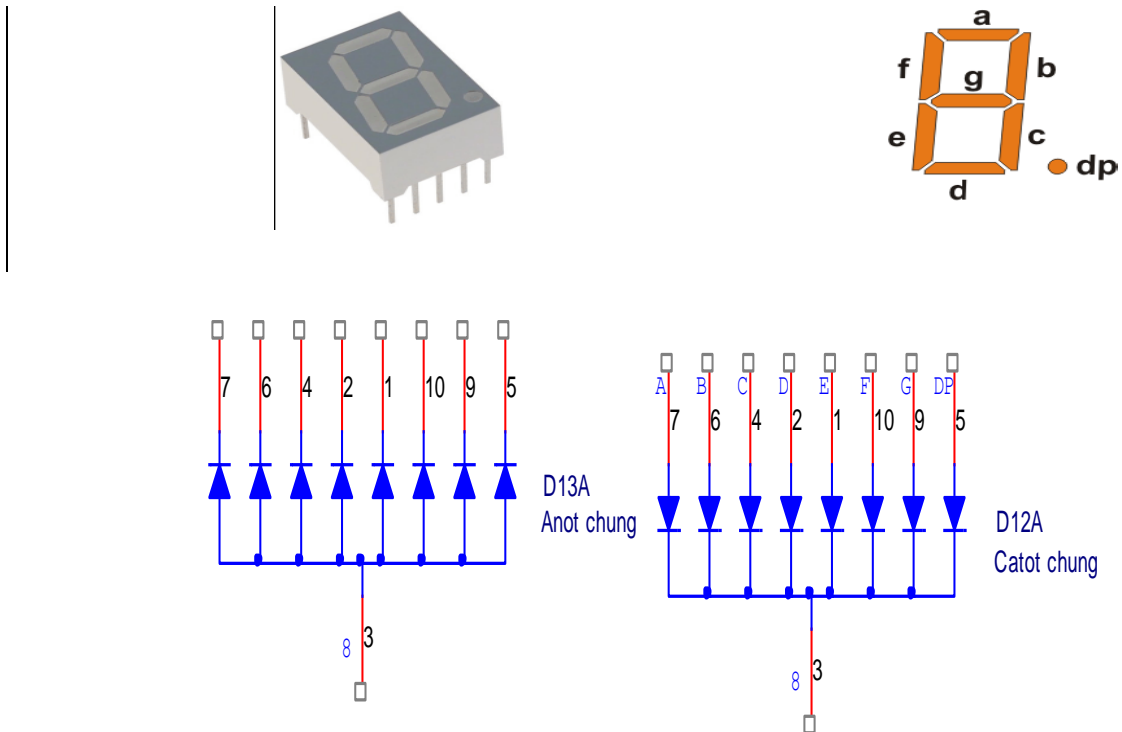 a
f
b
g
e
c
d
dp
7 6 4 2 1 10 9 5
D13A
Anot chung
8 3
A B C D E F G DP
7 6 4 2 1 10 9 5
D12A
Catot chung
8 3